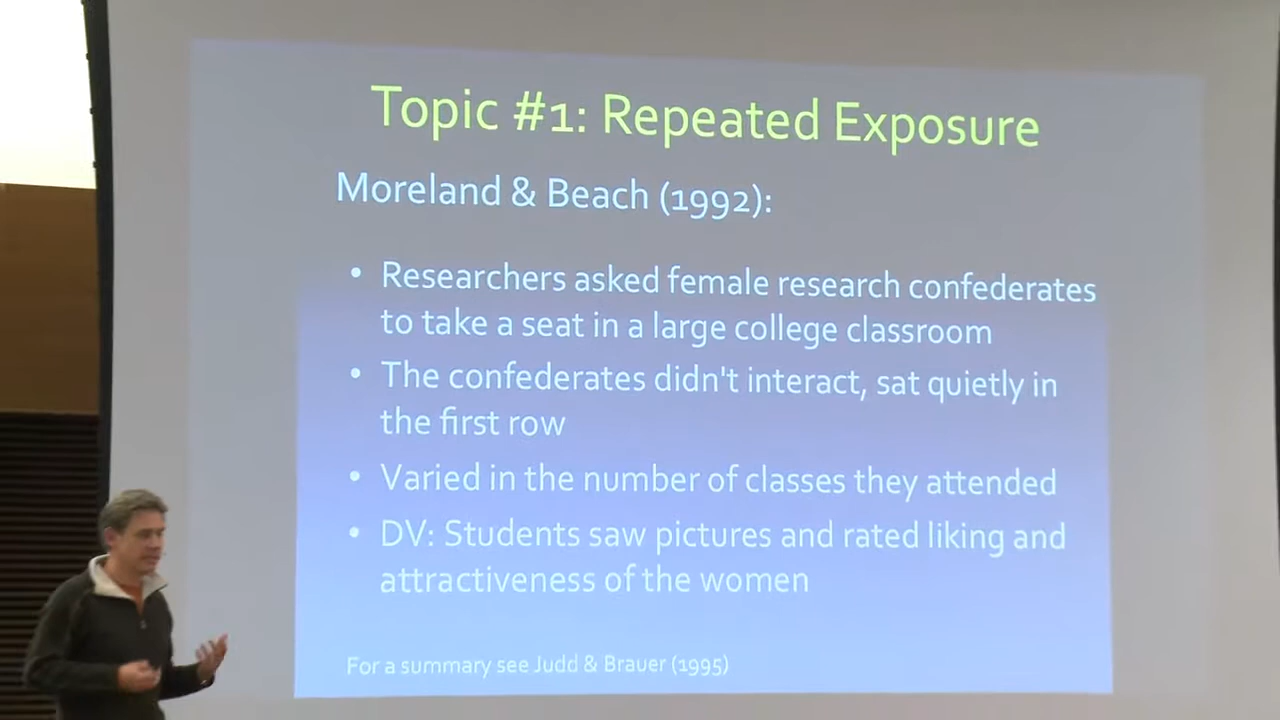 Topic #1: Repeated Exposure
Moreland & Beach (1992):
• Researchers asked female research confederates
to take a seat in a large college classroom
• The confederates didn't interact, sat quietly in
the first row
• Varied in the number of classes they attended
• DV: Students saw pictures and rated liking and
attractiveness of the women
For a summary see Judd & Brauer (1995)